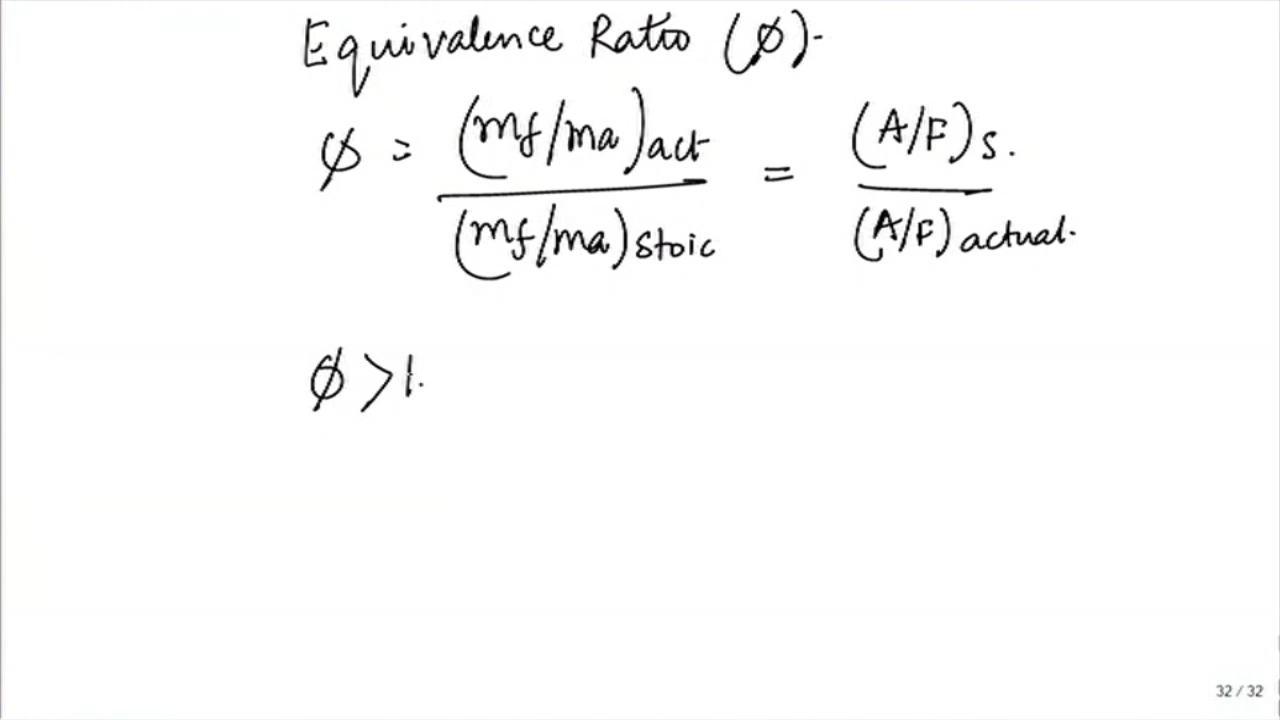 Equivalence Ratio (ϕ).
ϕ = (mf/ma)act / (mf/ma)stoic = (A/F)s. / (A/F)actual.
ϕ >1.
32 / 32